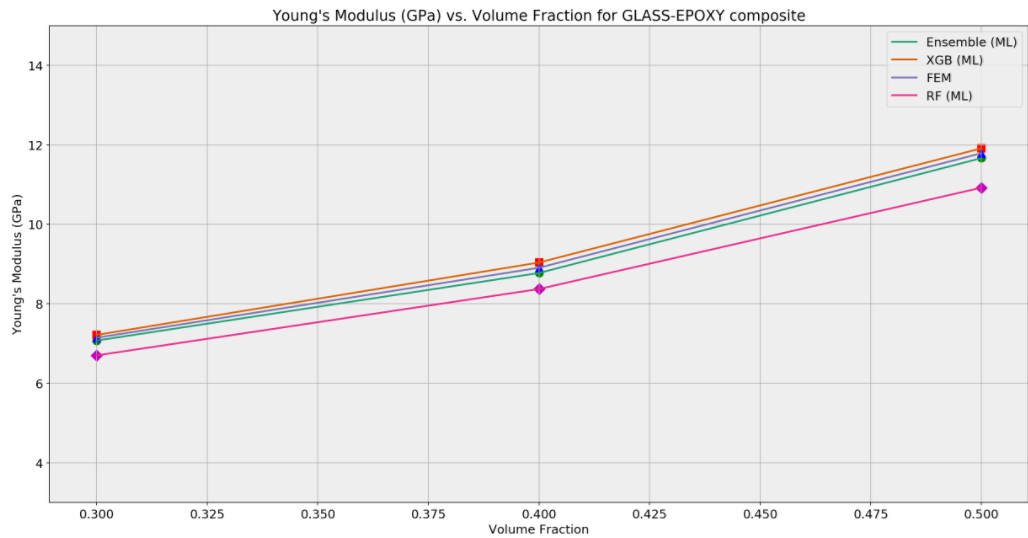 Young's Modulus (GPa) vs. Volume Fraction for GLASS-EPOXY composite
Ensemble (ML)
XGB (ML)
FEM
RF (ML)
Young's Modulus (GPa)
14
12
10
8
6
4
0.300 0.325 0.350 0.375 0.400 0.425 0.450 0.475 0.500
Volume Fraction